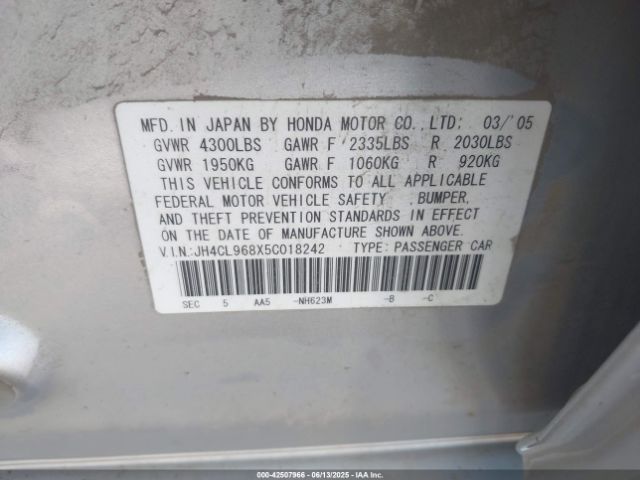 MFD. IN JAPAN BY HONDA MOTOR CO., LTD; 03/'05
GVWR 4300LBS GAWR F 2335LBS R 2030LBS
GVWR 1950KG GAWR F 1060KG R 920KG
THIS VEHICLE CONFORMS TO ALL APPLICABLE
FEDERAL MOTOR VEHICLE SAFETY , BUMPER,
AND THEFT PREVENTION STANDARDS IN EFFECT
ON THE DATE OF MANUFACTURE SHOWN ABOVE.
V.I.N.:JH4CL968X5C018242 TYPE: PASSENGER CAR
SEC 5 AA5 -NH623M -B -C
000-42507966 - 06/13/2025 - IAAI.COM